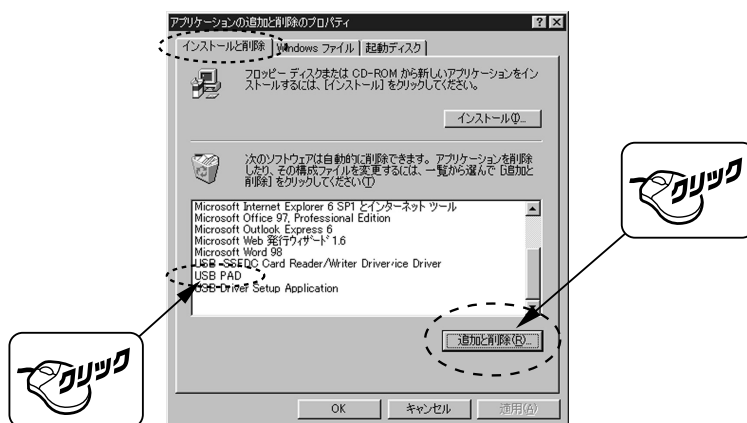 アプリケーションの追加と削除のプロパティ
インストールと削除
Windows ファイル
起動ディスク
フロッピー ディスクまたは CD-ROM から新しいアプリケーションをイン
ストールするには、[インストール] をクリックしてください。
インストール(I)...
次のソフトウェアは自動的に削除できます。アプリケーションを削除
したり、その構成ファイルを変更するには、一覧から選んで [追加と
削除] をクリックしてください(T)
Microsoft Internet Explorer 6 SP1 とインターネット ツール
Microsoft Office 97, Professional Edition
Microsoft Outlook Express 6
Microsoft Web 発行ウィザード 1.6
Microsoft Word 98
USB-SSFDC Card Reader/Writer Driver‹ice Driver
USB PAD
USB Driver Setup Application
追加と削除(R)...
クリック
クリック
OK
キャンセル
適用(A)